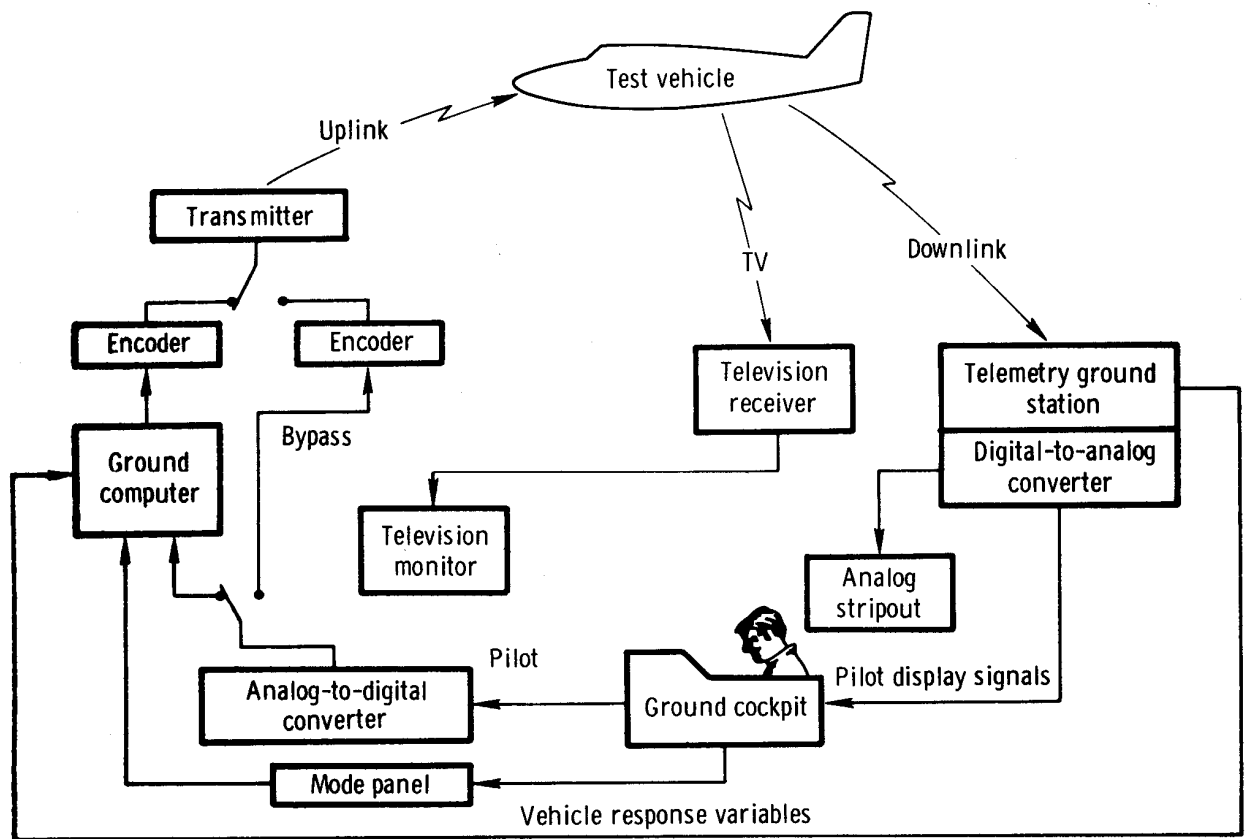 Test vehicle
Uplink
Transmitter
Downlink
TV
Encoder
Encoder
Television
receiver
Telemetry ground
station
Bypass
Ground
computer
Digital-to-analog
converter
Television
monitor
Analog
stripout
Pilot
Pilot display signals
Analog-to-digital
converter
Ground cockpit
Mode panel
Vehicle response variables